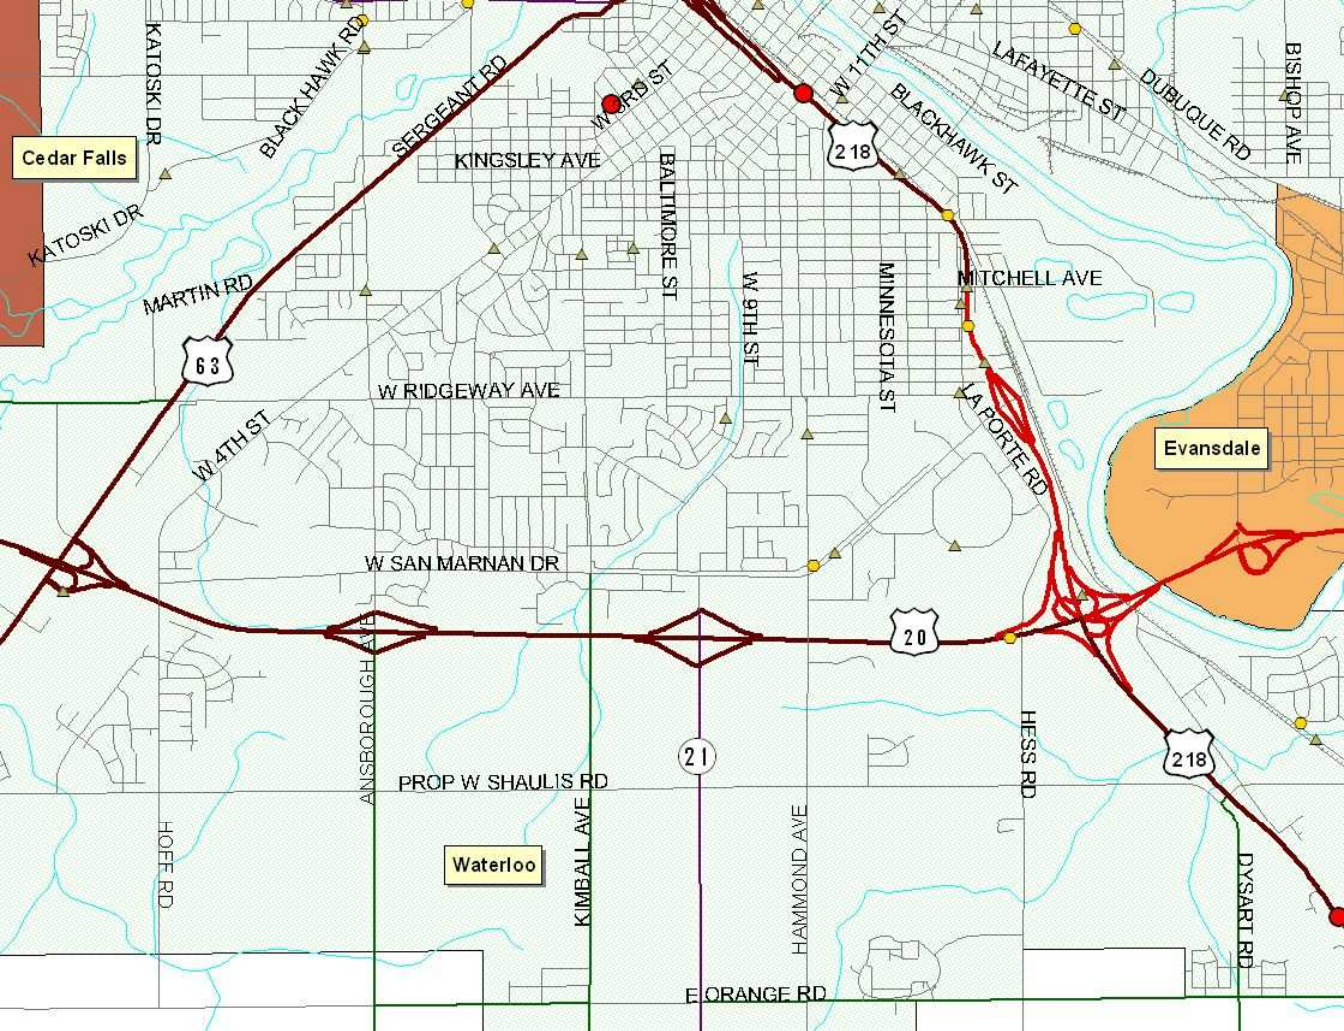 KATOSKI DR
BLACK HAWK RD
W 11TH ST
LAFAYETTE ST
DUBUQUE RD
BISHOP AVE
SERGEANT RD
W 3RD ST
BLACKHAWK ST
Cedar Falls
KINGSLEY AVE
218
BALTIMORE ST
KATOSKI DR
MARTIN RD
W 9TH ST
MINNESOTA ST
MITCHELL AVE
63
W RIDGEWAY AVE
W 4TH ST
LA PORTE RD
Evansdale
W SAN MARNAN DR
20
ANSBOROUGH AVE
HESS RD
21
218
PROP W SHAULIS RD
HOFF RD
Waterloo
KIMBALL AVE
HAMMOND AVE
DYSART RD
E ORANGE RD